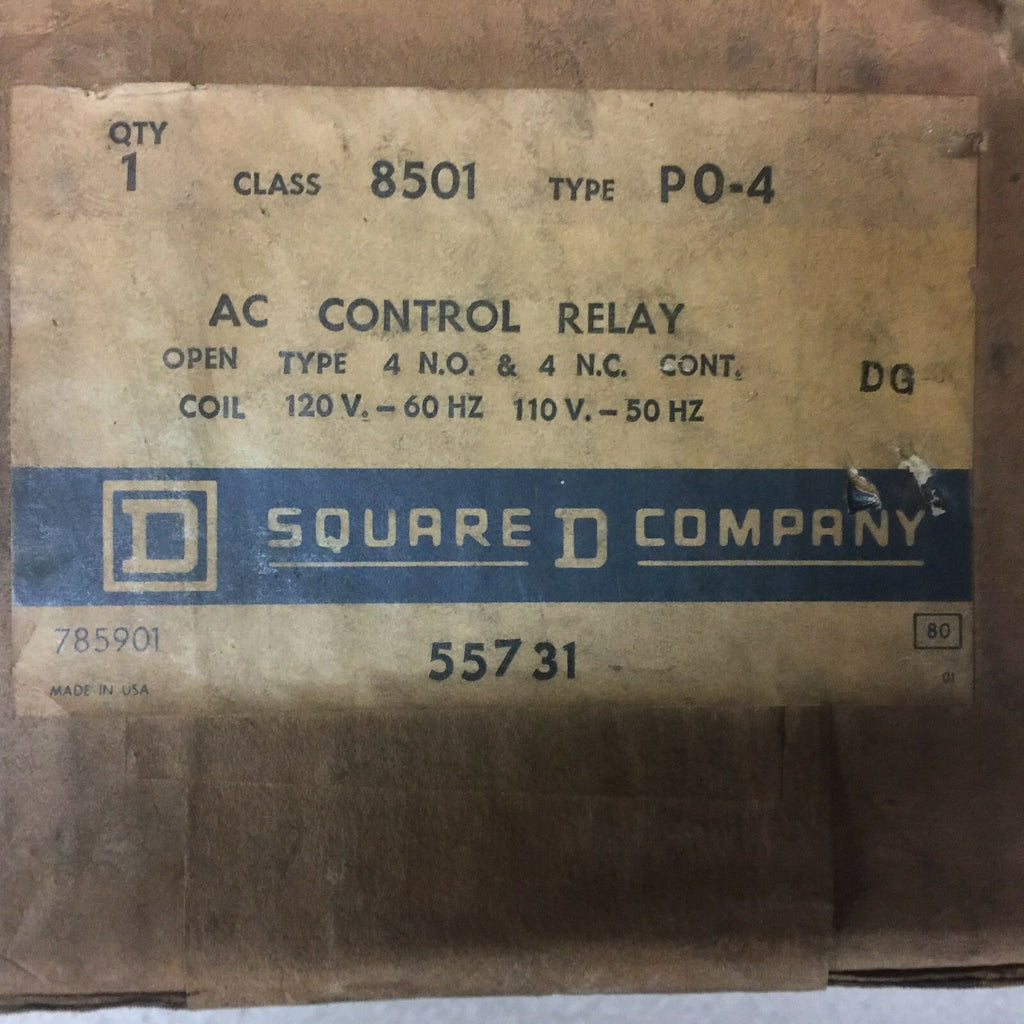 QTY
1
CLASS 8501 TYPE PO-4
AC CONTROL RELAY
OPEN TYPE 4 N.O. & 4 N.C. CONT.
DG
COIL 120 V. – 60 HZ 110 V. – 50 HZ
D SQUARE D COMPANY
785901
55731
80
MADE IN USA
01